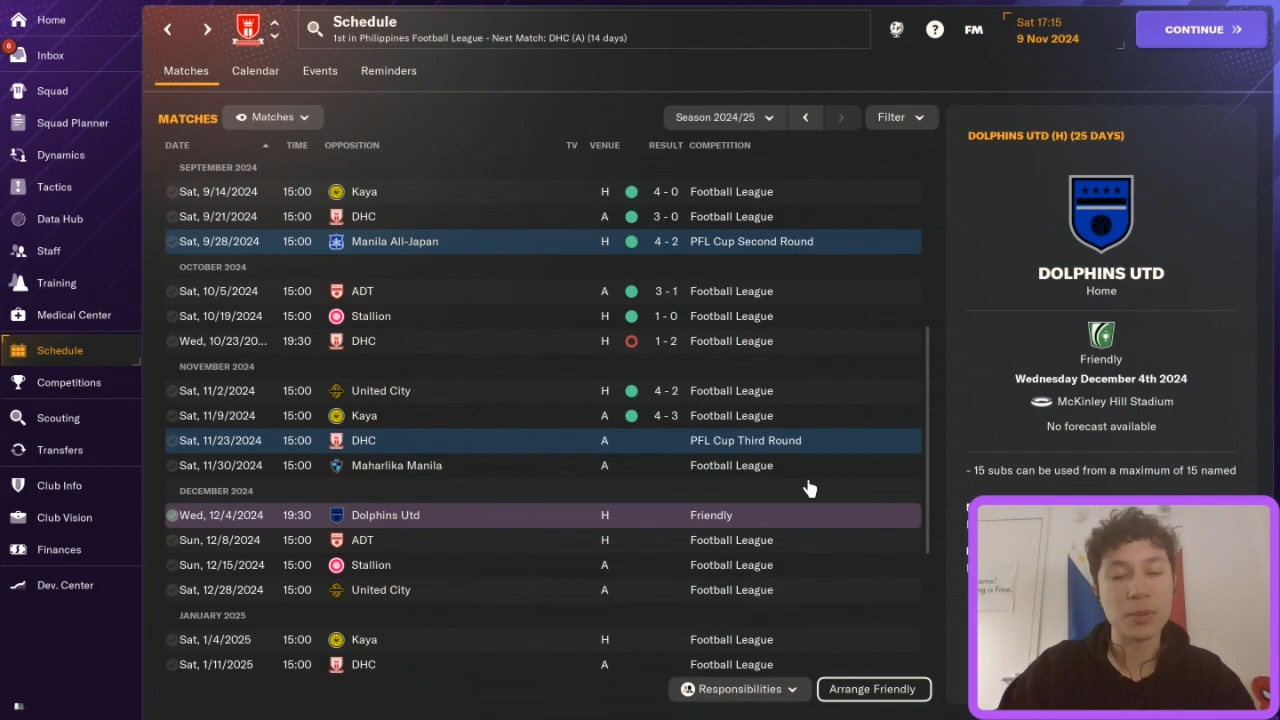 Home
6
Inbox
Squad
Squad Planner
Dynamics
Tactics
Data Hub
Staff
Training
Medical Center
Schedule
Competitions
Scouting
Transfers
Club Info
Club Vision
Finances
Dev. Center
Schedule
1st in Philippines Football League - Next Match: DHC (A) (14 days)
?
FM
Sat 17:15
9 Nov 2024
CONTINUE
Matches Calendar Events Reminders
MATCHES Matches Season 2024/25 Filter
DATE TIME OPPOSITION TV VENUE RESULT COMPETITION
SEPTEMBER 2024
Sat, 9/14/2024 15:00 Kaya H 4 - 0 Football League
Sat, 9/21/2024 15:00 DHC A 3 - 0 Football League
Sat, 9/28/2024 15:00 Manila All-Japan H 4 - 2 PFL Cup Second Round
OCTOBER 2024
Sat, 10/5/2024 15:00 ADT A 3 - 1 Football League
Sat, 10/19/2024 15:00 Stallion H 1 - 0 Football League
Wed, 10/23/20... 19:30 DHC H 1 - 2 Football League
NOVEMBER 2024
Sat, 11/2/2024 15:00 United City H 4 - 2 Football League
Sat, 11/9/2024 15:00 Kaya A 4 - 3 Football League
Sat, 11/23/2024 15:00 DHC A PFL Cup Third Round
Sat, 11/30/2024 15:00 Maharlika Manila A Football League
DECEMBER 2024
Wed, 12/4/2024 19:30 Dolphins Utd H Friendly
Sun, 12/8/2024 15:00 ADT H Football League
Sun, 12/15/2024 15:00 Stallion A Football League
Sat, 12/28/2024 15:00 United City A Football League
JANUARY 2025
Sat, 1/4/2025 15:00 Kaya H Football League
Sat, 1/11/2025 15:00 DHC A Football League
Responsibilities Arrange Friendly
DOLPHINS UTD (H) (25 DAYS)
DOLPHINS UTD
Home
Friendly
Wednesday December 4th 2024
McKinley Hill Stadium
No forecast available
- 15 subs can be used from a maximum of 15 named